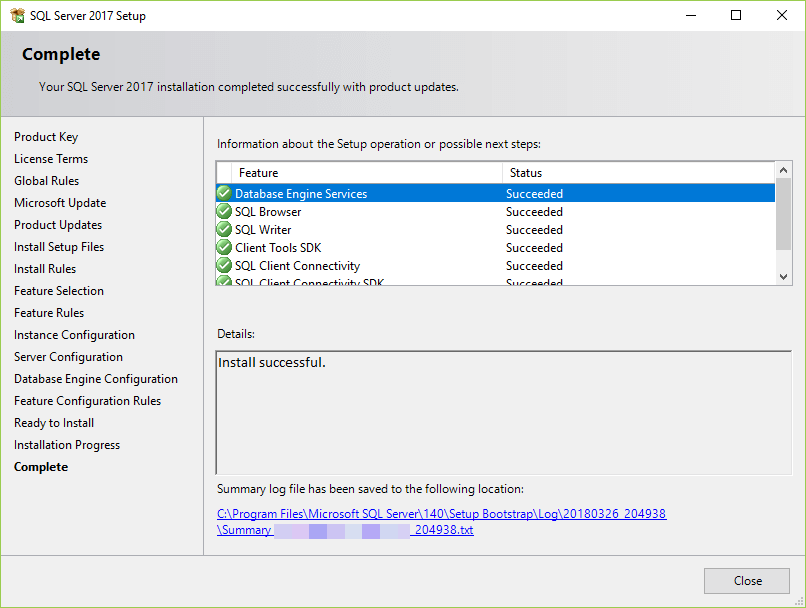 SQL Server 2017 Setup
Complete
Your SQL Server 2017 installation completed successfully with product updates.
Product Key
License Terms
Global Rules
Microsoft Update
Product Updates
Install Setup Files
Install Rules
Feature Selection
Feature Rules
Instance Configuration
Server Configuration
Database Engine Configuration
Feature Configuration Rules
Ready to Install
Installation Progress
Complete
Information about the Setup operation or possible next steps:
Feature Status
Database Engine Services Succeeded
SQL Browser Succeeded
SQL Writer Succeeded
Client Tools SDK Succeeded
SQL Client Connectivity Succeeded
SQL Client Connectivity SDK Succeeded
Details:
Install successful.
Summary log file has been saved to the following location:
C:\Program Files\Microsoft SQL Server\140\Setup Bootstrap\Log\20180326_204938
\Summary_ _204938.txt
Close